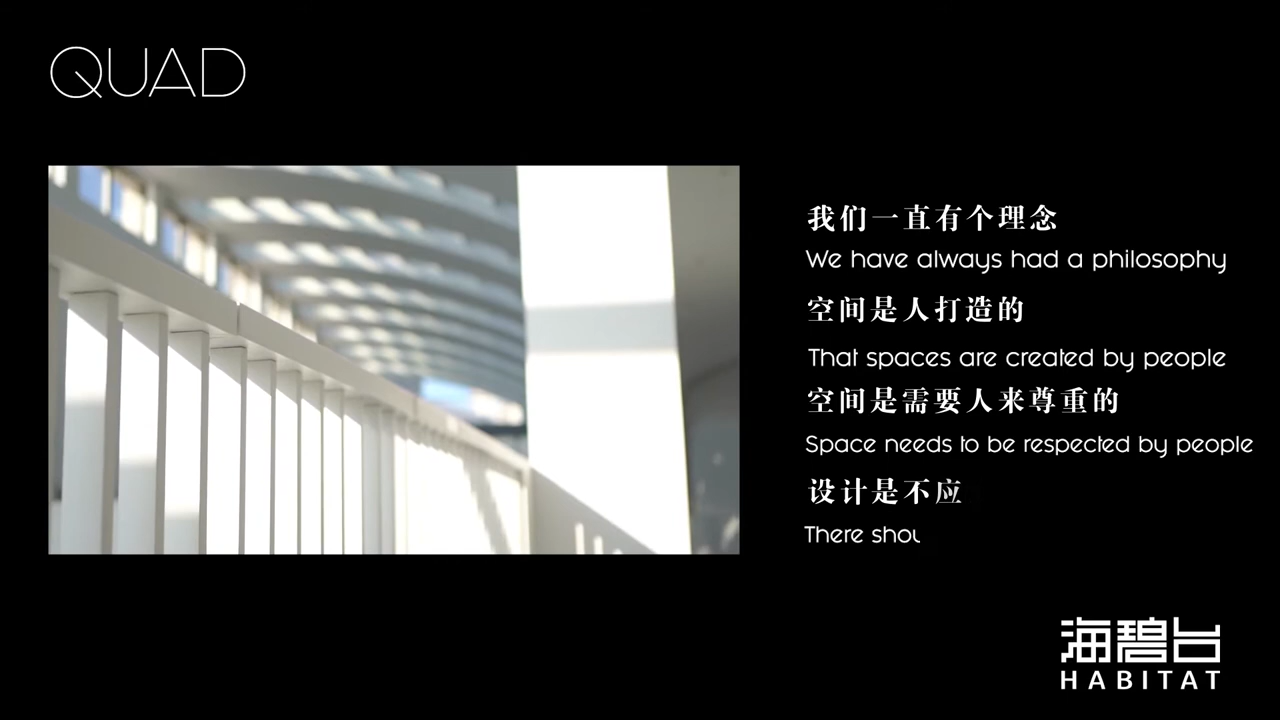 QUAD
我们一直有个理念
We have always had a philosophy
空间是人打造的
That spaces are created by people
空间是需要人来尊重的
Space needs to be respected by people
设计是不应
There
海碧台
HABITAT